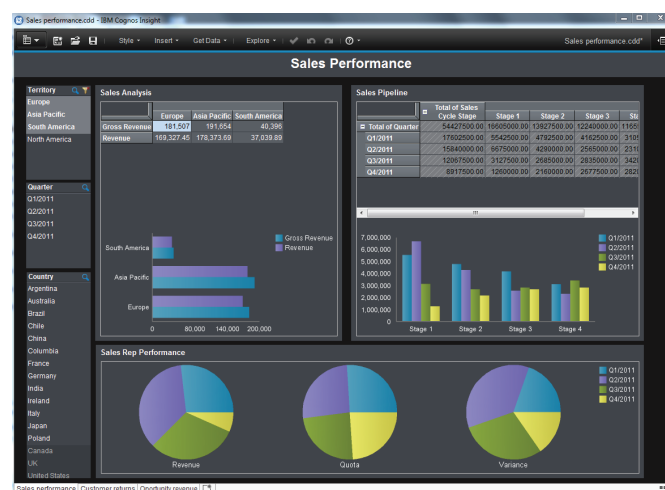 Sales performance.cdd - IBM Cognos Insight
Style Insert Get Data Explore Sales performance.cdd*
Sales Performance
Territory
Europe
Asia Pacific
South America
North America
Quarter
Q1/2011
Q2/2011
Q3/2011
Q4/2011
Country
Argentina
Australia
Brazil
Chile
China
Columbia
France
Germany
India
Ireland
Italy
Japan
Poland
Canada
UK
United States
Sales Analysis
Europe Asia Pacific South America
Gross Revenue 181,507 191,654 40,396
Revenue 169,327.45 178,373.69 37,039.89
South America
Asia Pacific
Europe
0 80,000 140,000 200,000
Gross Revenue
Revenue
Sales Pipeline
Total of Sales
Cycle Stage Stage 1 Stage 2 Stage 3
Total of Quarter 54427500.00 16605000.00 13927500.00 12240000.00
Q1/2011 17602500.00 5542500.00 4792500.00 4162500.00
Q2/2011 15840000.00 6675000.00 4290000.00 2565000.00
Q3/2011 12067500.00 3127500.00 2685000.00 2835000.00
Q4/2011 8917500.00 1260000.00 2160000.00 2677500.00
7,000,000
6,000,000
5,000,000
4,000,000
3,000,000
2,000,000
1,000,000
0
Stage 1 Stage 2 Stage 3 Stage 4
Q1/2011
Q2/2011
Q3/2011
Q4/2011
Sales Rep Performance
Revenue Quota Variance
Q1/2011
Q2/2011
Q3/2011
Q4/2011
Sales performance Customer returns Oportunity revenue